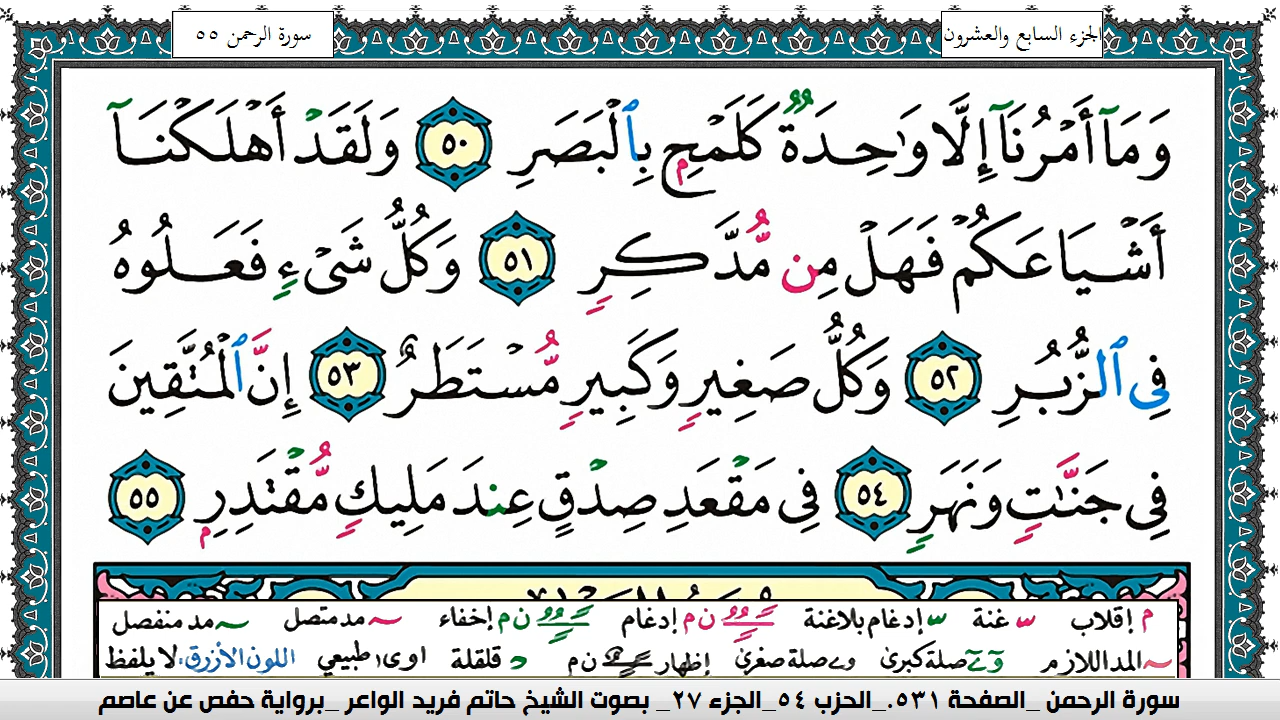 الجزء السابع والعشرون
سورة الرحمن ٥٥
وَمَآ أَمْرُنَآ إِلَّا وَٰحِدَةٌ كَلَمْحٍۭ بِٱلْبَصَرِ ٥٠ وَلَقَدْ أَهْلَكْنَآ
أَشْيَاعَكُمْ فَهَلْ مِن مُّدَّكِرٍ ٥١ وَكُلُّ شَىْءٍ فَعَلُوهُ
فِى ٱلزُّبُرِ ٥٢ وَكُلُّ صَغِيرٍ وَكَبِيرٍ مُّسْتَطَرٌ ٥٣ إِنَّ ٱلْمُتَّقِينَ
فِى جَنَّٰتٍ وَنَهَرٍ ٥٤ فِى مَقْعَدِ صِدْقٍ عِندَ مَلِيكٍ مُّقْتَدِرٍۭ ٥٥
م إقلاب س غنة س إدغام بلاغنة ن م إدغام ن م إخفاء مد متصل مد منفصل
المد اللازم صلة كبرى صلة صغرى إظهار ن م قلقلة اوى طبيعي اللون الأزرق: لا يلفظ
سورة الرحمن _الصفحة ٥٣١._الحزب ٥٤_الجزء ٢٧_ بصوت الشيخ حاتم فريد الواعر _برواية حفص عن عاصم